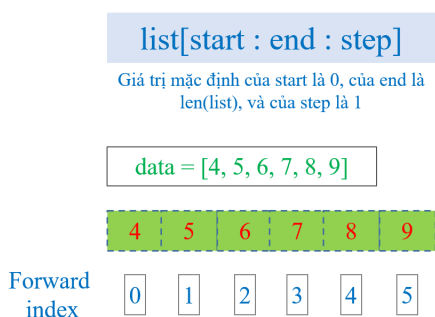 list[start : end : step]
Giá trị mặc định của start là 0, của end là
len(list), và của step là 1
data = [4, 5, 6, 7, 8, 9]
4 5 6 7 8 9
Forward
index
0 1 2 3 4 5